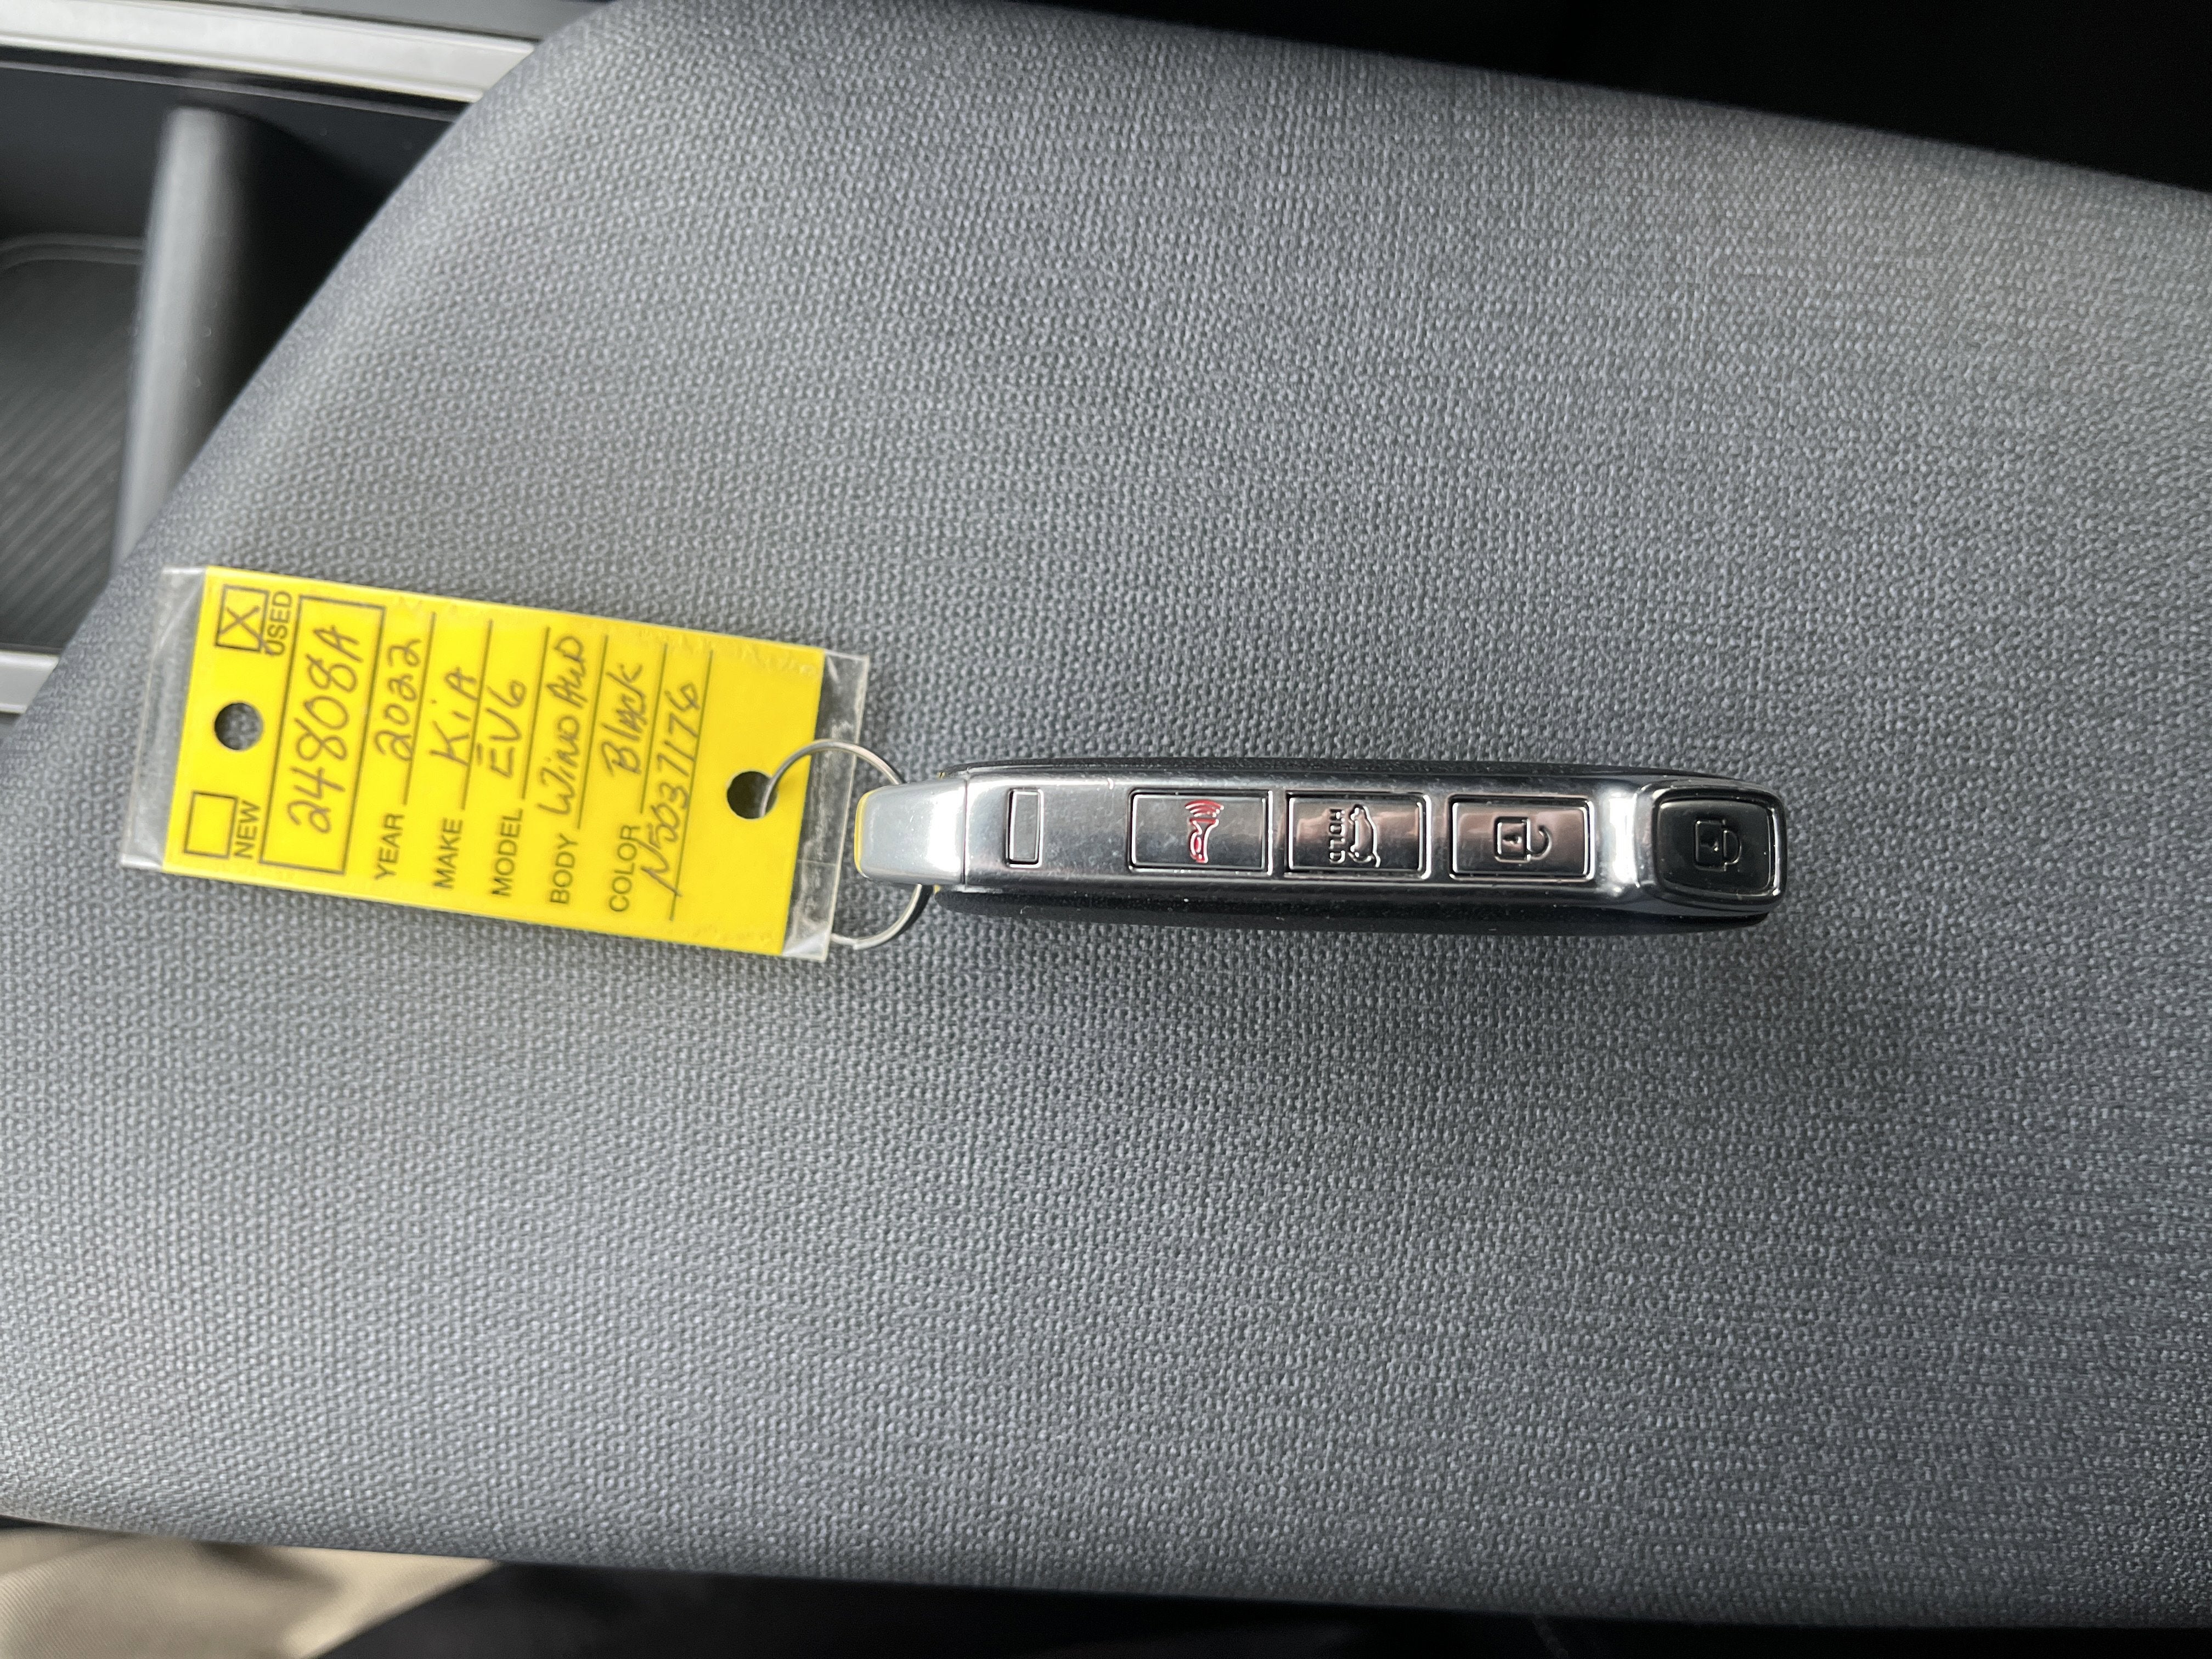 NEW USED
24808A
YEAR 2022
MAKE KiA
MODEL EV6
BODY Wind AWD
COLOR Black
N5037176
HOLD